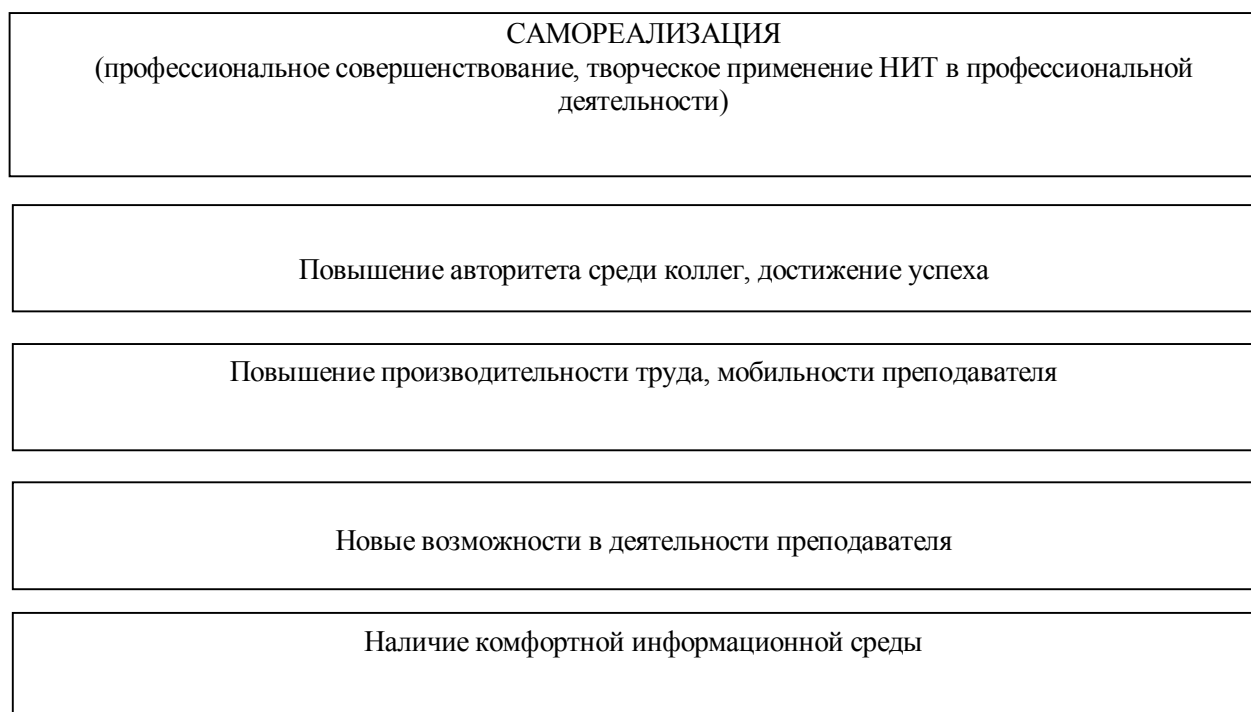 САМОРЕАЛИЗАЦИЯ
(профессиональное совершенствование, творческое применение НИТ в профессиональной
деятельности)
Повышение авторитета среди коллег, достижение успеха
Повышение производительности труда, мобильности преподавателя
Новые возможности в деятельности преподавателя
Наличие комфортной информационной среды